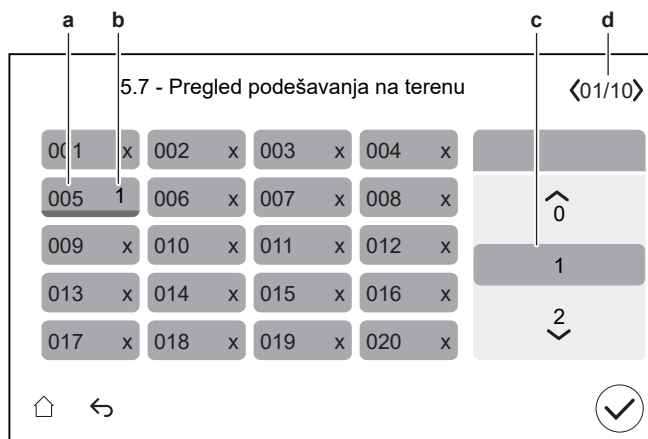 a b c d
5.7 - Pregled podešavanja na terenu 01/10
001 x 002 x 003 x 004 x
005 1 006 x 007 x 008 x
0
009 x 010 x 011 x 012 x
1
013 x 014 x 015 x 016 x
2
017 x 018 x 019 x 020 x